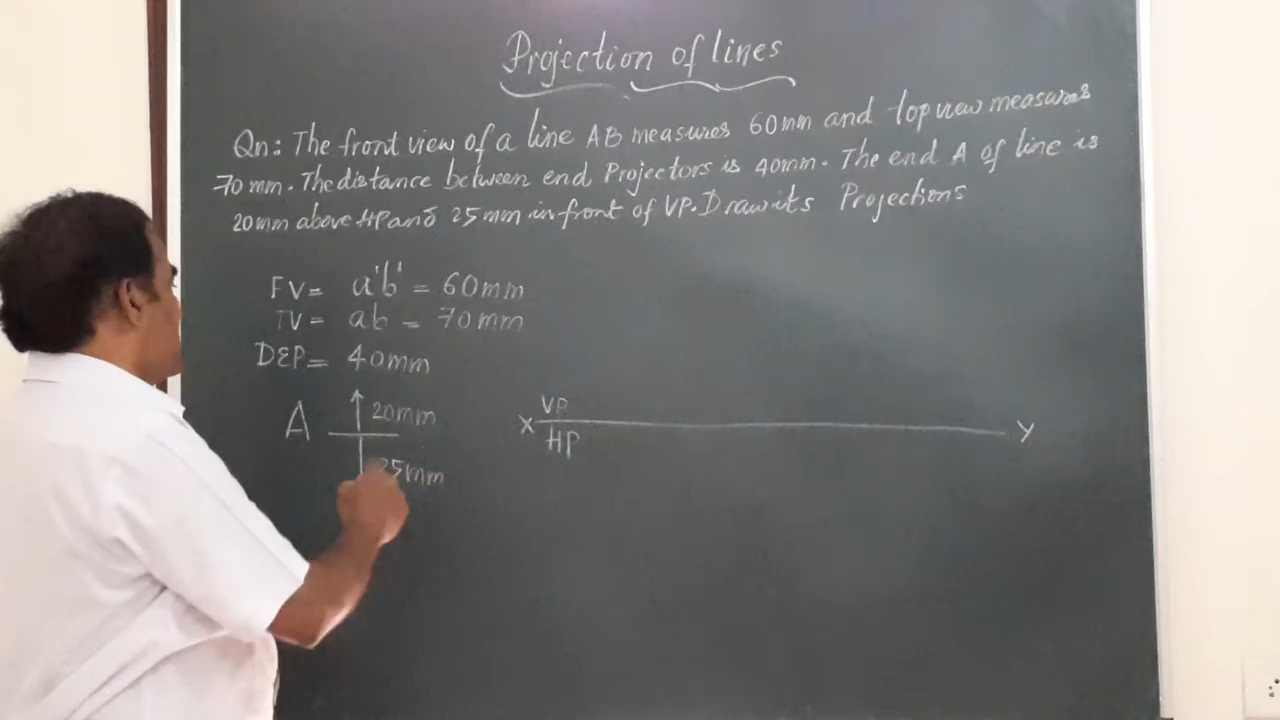 Projection of lines
Qn: The front view of a line AB measures 60mm and top view measures
70mm. The distance between end Projectors is 40mm. The end A of line is
20mm above HP and 25mm in front of VP. Draw its Projections
FV = a'b' = 60mm
TV = ab = 70mm
DEP = 40mm
A 20mm
25mm
VP
X HP Y